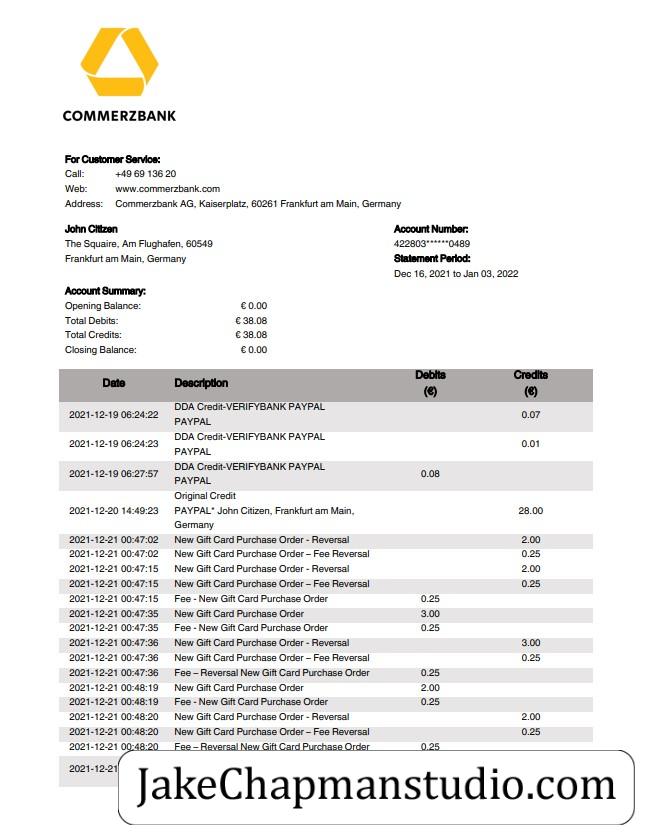 COMMERZBANK
For Customer Service:
Call: +49 69 136 20
Web: www.commerzbank.com
Address: Commerzbank AG, Kaiserplatz, 60261 Frankfurt am Main, Germany
John Citizen Account Number:
The Squaire, Am Flughafen, 60549 422803******0489
Frankfurt am Main, Germany Statement Period:
Dec 16, 2021 to Jan 03, 2022
Account Summary:
Opening Balance: € 0.00
Total Debits: € 38.08
Total Credits: € 38.08
Closing Balance: € 0.00
Date Description Debits (€) Credits (€)
2021-12-19 06:24:22 DDA Credit-VERIFYBANK PAYPAL 0.07
PAYPAL
2021-12-19 06:24:23 DDA Credit-VERIFYBANK PAYPAL 0.01
PAYPAL
2021-12-19 06:27:57 DDA Credit-VERIFYBANK PAYPAL 0.08
PAYPAL
Original Credit
2021-12-20 14:49:23 PAYPAL* John Citizen, Frankfurt am Main, 28.00
Germany
2021-12-21 00:47:02 New Gift Card Purchase Order - Reversal 2.00
2021-12-21 00:47:02 New Gift Card Purchase Order – Fee Reversal 0.25
2021-12-21 00:47:15 New Gift Card Purchase Order - Reversal 2.00
2021-12-21 00:47:15 New Gift Card Purchase Order – Fee Reversal 0.25
2021-12-21 00:47:15 Fee - New Gift Card Purchase Order 0.25
2021-12-21 00:47:35 New Gift Card Purchase Order 3.00
2021-12-21 00:47:35 Fee - New Gift Card Purchase Order 0.25
2021-12-21 00:47:36 New Gift Card Purchase Order - Reversal 3.00
2021-12-21 00:47:36 New Gift Card Purchase Order – Fee Reversal 0.25
2021-12-21 00:47:36 Fee – Reversal New Gift Card Purchase Order 0.25
2021-12-21 00:48:19 New Gift Card Purchase Order 2.00
2021-12-21 00:48:19 Fee - New Gift Card Purchase Order 0.25
2021-12-21 00:48:20 New Gift Card Purchase Order - Reversal 2.00
2021-12-21 00:48:20 New Gift Card Purchase Order – Fee Reversal 0.25
2021-12-21 00:48:20 Fee – Reversal New Gift Card Purchase Order 0.25
2021-12-21
JakeChapmanstudio.com